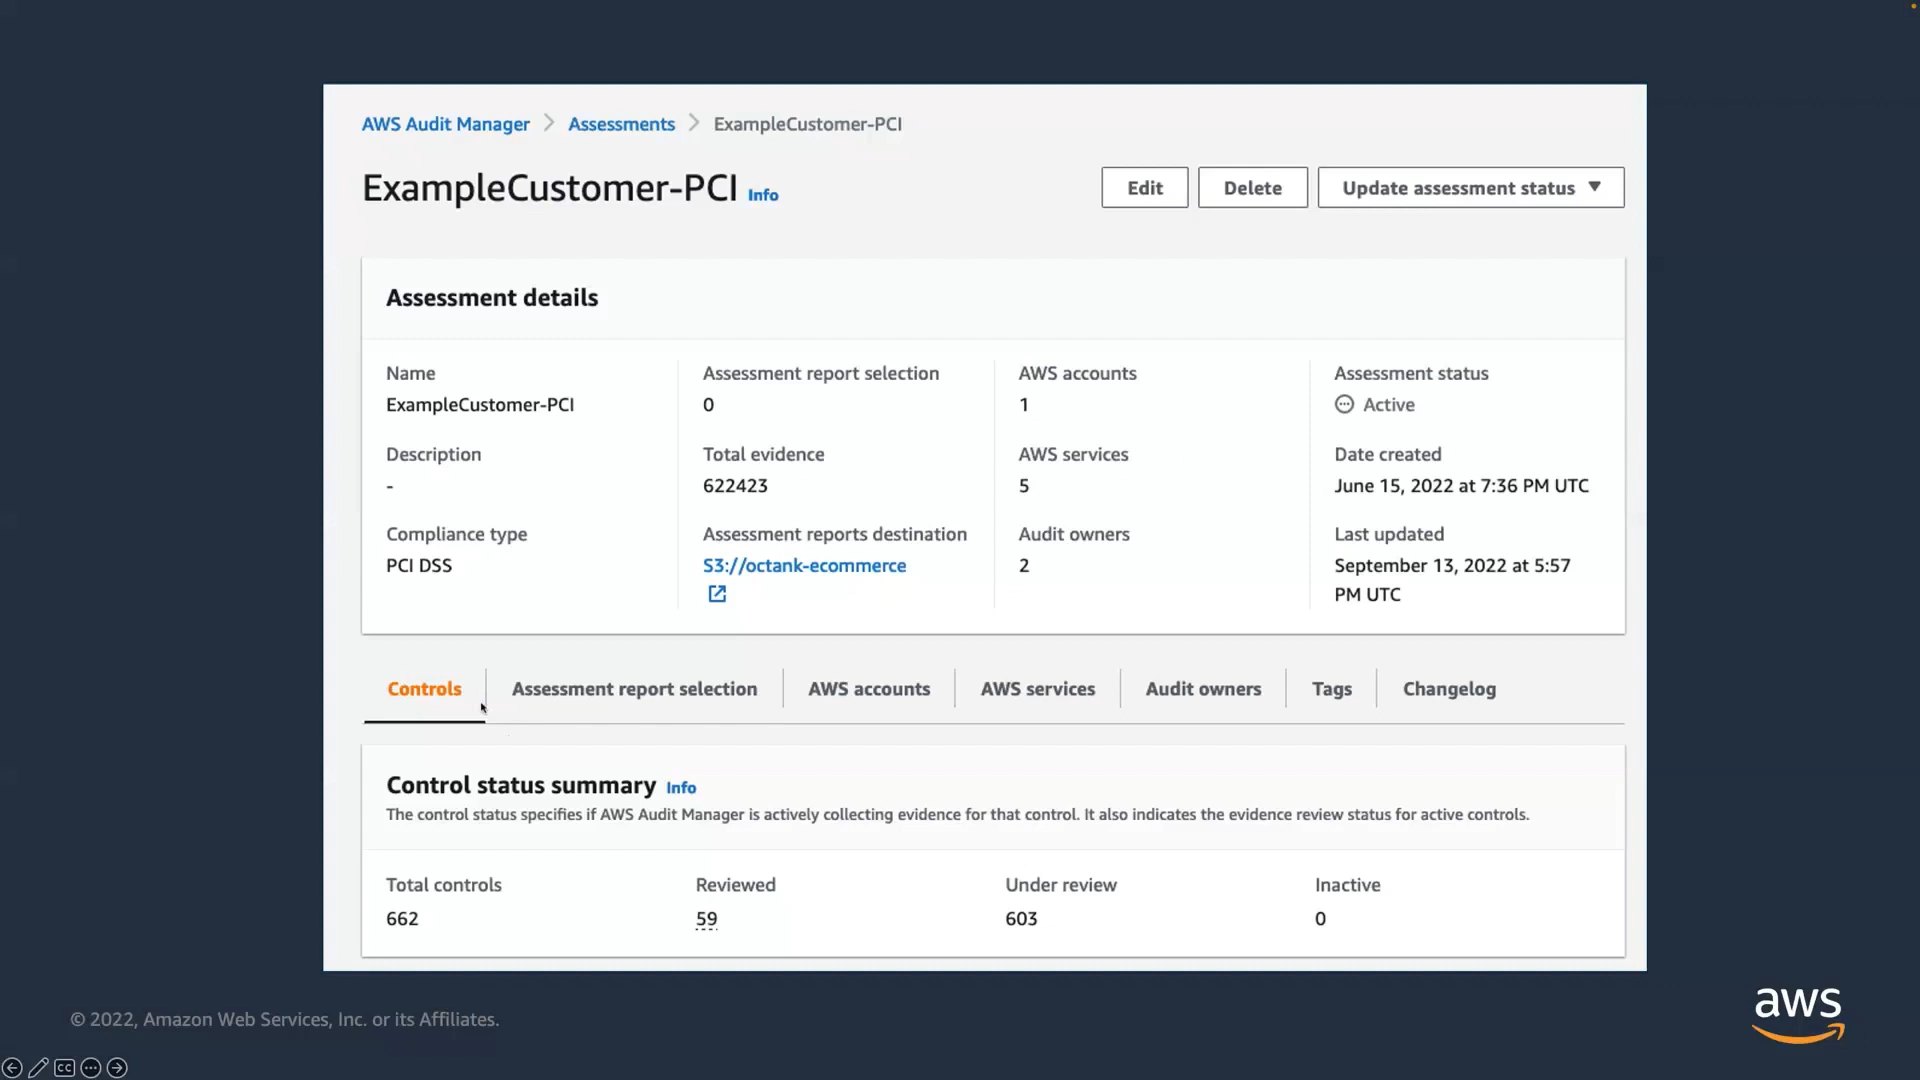 AWS Audit Manager > Assessments > ExampleCustomer-PCI
ExampleCustomer-PCI Info
Edit
Delete
Update assessment status ▼
Assessment details
Name
ExampleCustomer-PCI
Description
-
Compliance type
PCI DSS
Assessment report selection
0
Total evidence
622423
Assessment reports destination
S3://octank-ecommerce
AWS accounts
1
AWS services
5
Audit owners
2
Assessment status
Active
Date created
June 15, 2022 at 7:36 PM UTC
Last updated
September 13, 2022 at 5:57
PM UTC
Controls
Assessment report selection
AWS accounts
AWS services
Audit owners
Tags
Changelog
Control status summary Info
The control status specifies if AWS Audit Manager is actively collecting evidence for that control. It also indicates the evidence review status for active controls.
Total controls
662
Reviewed
59
Under review
603
Inactive
0
© 2022, Amazon Web Services, Inc. or its Affiliates.
aws
CC